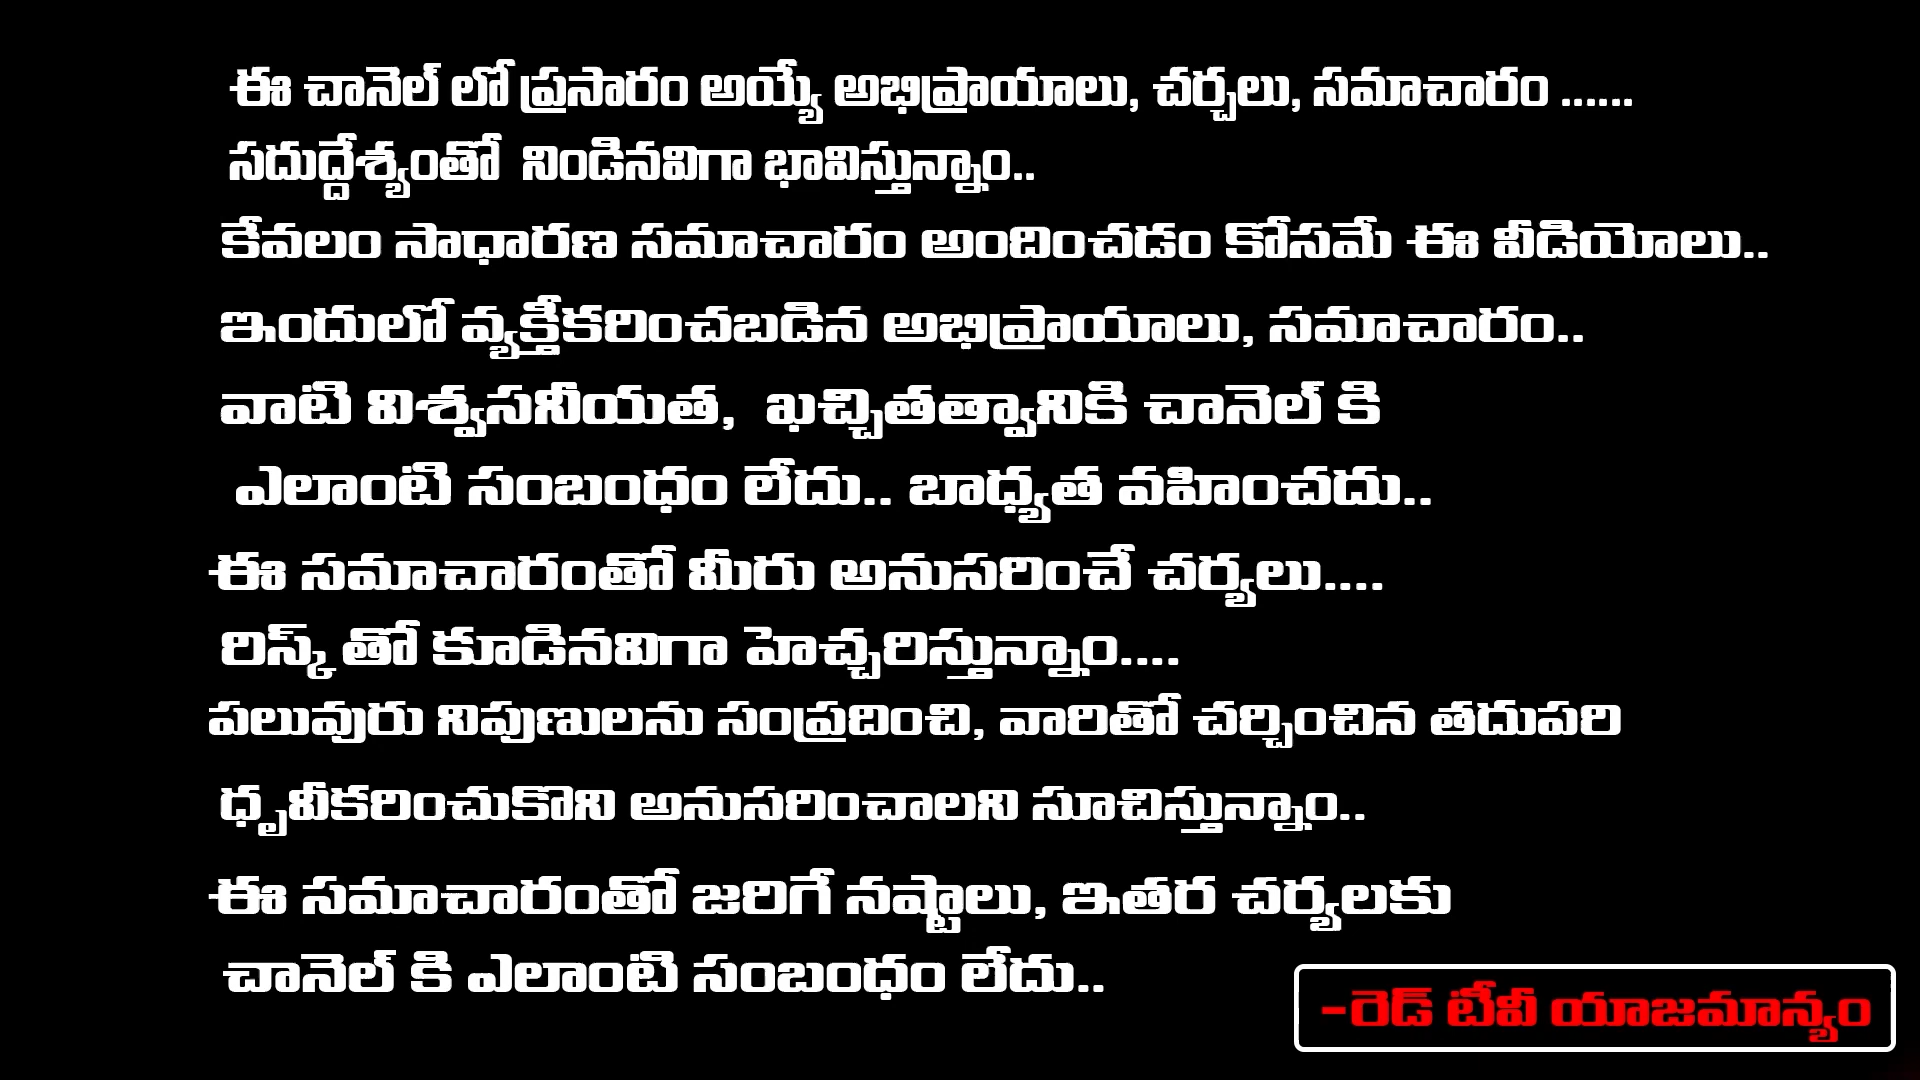 ఈ చానెల్ లో ప్రసారం అయ్యే అభిప్రాయాలు, చర్చలు, సమాచారం ......
సదుద్దేశ్యంతో నిండినవిగా భావిస్తున్నాం..
కేవలం సాధారణ సమాచారం అందించడం కోసమే ఈ వీడియోలు..
ఇందులో వ్యక్తీకరించబడిన అభిప్రాయాలు, సమాచారం..
వాటి విశ్వసనీయత, ఖచ్చితత్వానికి చానెల్ కి
ఎలాంటి సంబంధం లేదు.. బాధ్యత వహించదు..
ఈ సమాచారంతో మీరు అనుసరించే చర్యలు....
రిస్క్ తో కూడినవిగా హెచ్చరిస్తున్నాం....
పలువురు నిపుణులను సంప్రదించి, వారితో చర్చించిన తదుపరి
ధృవీకరించుకొని అనుసరించాలని సూచిస్తున్నాం..
ఈ సమాచారంతో జరిగే నష్టాలు, ఇతర చర్యలకు
చానెల్ కి ఎలాంటి సంబంధం లేదు..
-రెడ్ టీవీ యాజమాన్యం